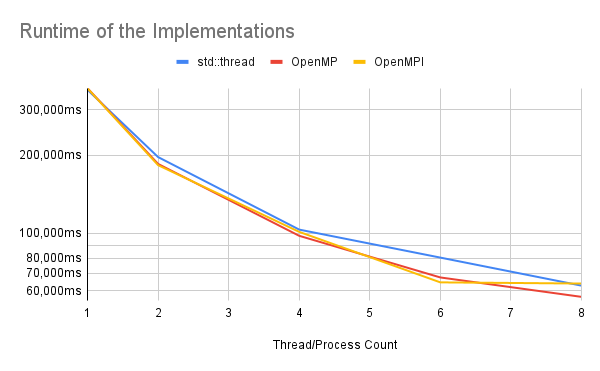 Runtime of the Implementations
std::thread OpenMP OpenMPI
300,000ms
200,000ms
100,000ms
80,000ms
70,000ms
60,000ms
1 2 3 4 5 6 7 8
Thread/Process Count